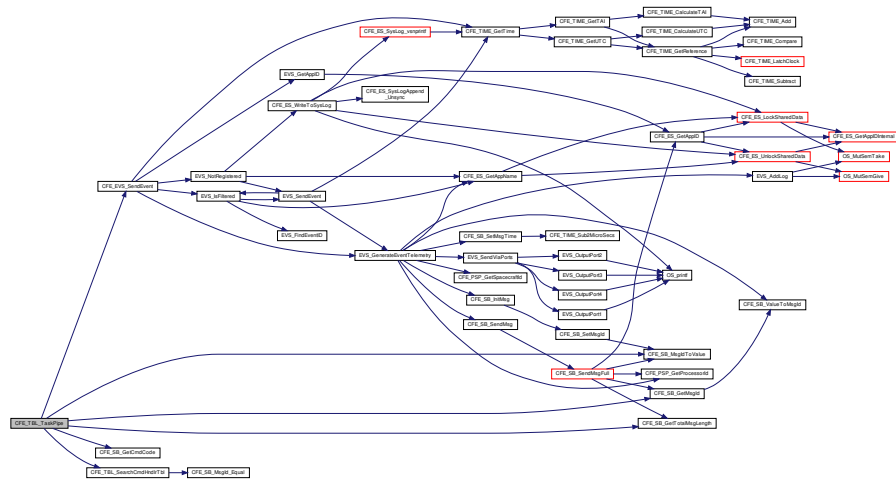 CFE_TIME_CalculateTAI
CFE_TIME_GetTAI
CFE_TIME_Add
CFE_ES_SysLog_vsnprintf
CFE_TIME_GetTime
CFE_TIME_CalculateUTC
CFE_TIME_GetUTC
CFE_TIME_Compare
CFE_TIME_GetReference
CFE_TIME_LatchClock
EVS_GetAppID
CFE_TIME_Subtract
CFE_ES_SysLogAppend
_Unsync
CFE_ES_WriteToSysLog
CFE_ES_LockSharedData
CFE_ES_GetAppID
CFE_ES_GetAppIDInternal
CFE_ES_UnlockSharedData
OS_MutSemTake
EVS_NotRegistered
CFE_ES_GetAppName
EVS_AddLog
OS_MutSemGive
CFE_EVS_SendEvent
EVS_IsFiltered
EVS_SendEvent
EVS_FindEventID
CFE_SB_SetMsgTime
CFE_TIME_Sub2MicroSecs
EVS_GenerateEventTelemetry
EVS_SendViaPorts
EVS_OutputPort2
CFE_PSP_GetSpacecraftId
EVS_OutputPort3
OS_printf
EVS_OutputPort4
CFE_SB_InitMsg
CFE_SB_ValueToMsgId
EVS_OutputPort1
CFE_SB_SendMsg
CFE_SB_SetMsgId
CFE_SB_MsgIdToValue
CFE_SB_SendMsgFull
CFE_PSP_GetProcessorId
CFE_SB_GetMsgId
CFE_TBL_TaskPipe
CFE_SB_GetTotalMsgLength
CFE_SB_GetCmdCode
CFE_TBL_SearchCmdHndlrTbl
CFE_SB_MsgId_Equal